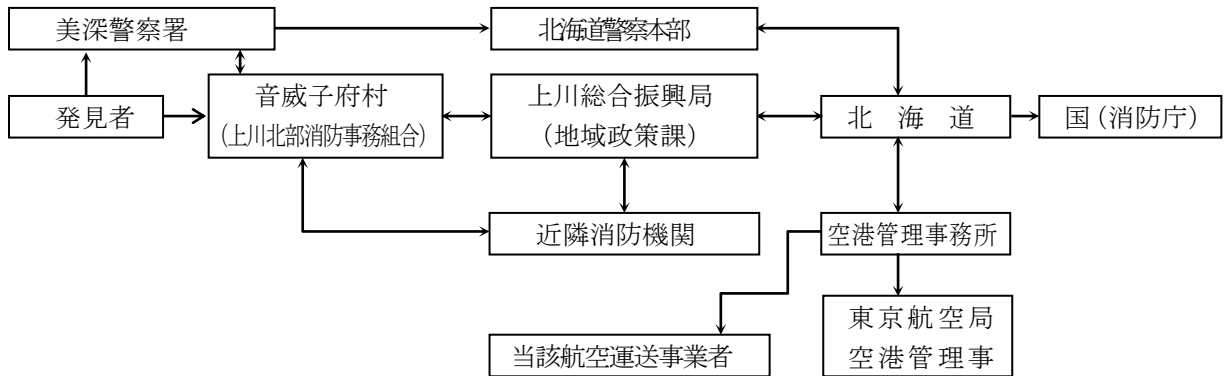 美深警察署
北海道警察本部
発見者
音威子府村
(上川北部消防事務組合)
上川総合振興局
(地域政策課)
北 海 道
国(消防庁)
近隣消防機関
空港管理事務所
当該航空運送事業者
東京航空局
空港管理事